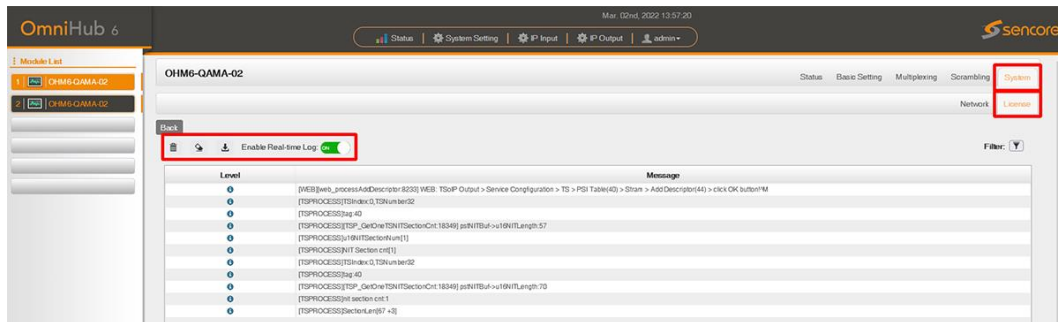 Mar. 02nd, 2022 13:57:20
OmniHub 6
Status | System Setting | IP Input | IP Output | admin
sencore
Module List
1 OHM6-QAMA-02
2 OHM6-QAMA-02
OHM6-QAMA-02
Status Basic Setting Multiplexing Scrambling System
Network License
Back
Enable Real-time Log: ON
Filter:
Level Message
[WEB][web_processAddDescriptor:8233] WEB: TSoIP Output > Service Congfiguration > TS > PSI Table(40) > Stram > Add Descriptor(44) > click OK button!^M
[TSPROCESS]TSIndex:0,TSNumber32
[TSPROCESS]tag:40
[TSPROCESS][TSP_GetOneTSNITSectionCnt:18349] pstNITBuf->u16NITLength:57
[TSPROCESS]u16NITSectionNum[1]
[TSPROCESS]NIT Section cnt[1]
[TSPROCESS]TSIndex:0,TSNumber32
[TSPROCESS]tag:40
[TSPROCESS][TSP_GetOneTSNITSectionCnt:18349] pstNITBuf->u16NITLength:70
[TSPROCESS]nit section cnt:1
[TSPROCESS]SectionLen[67 +3]